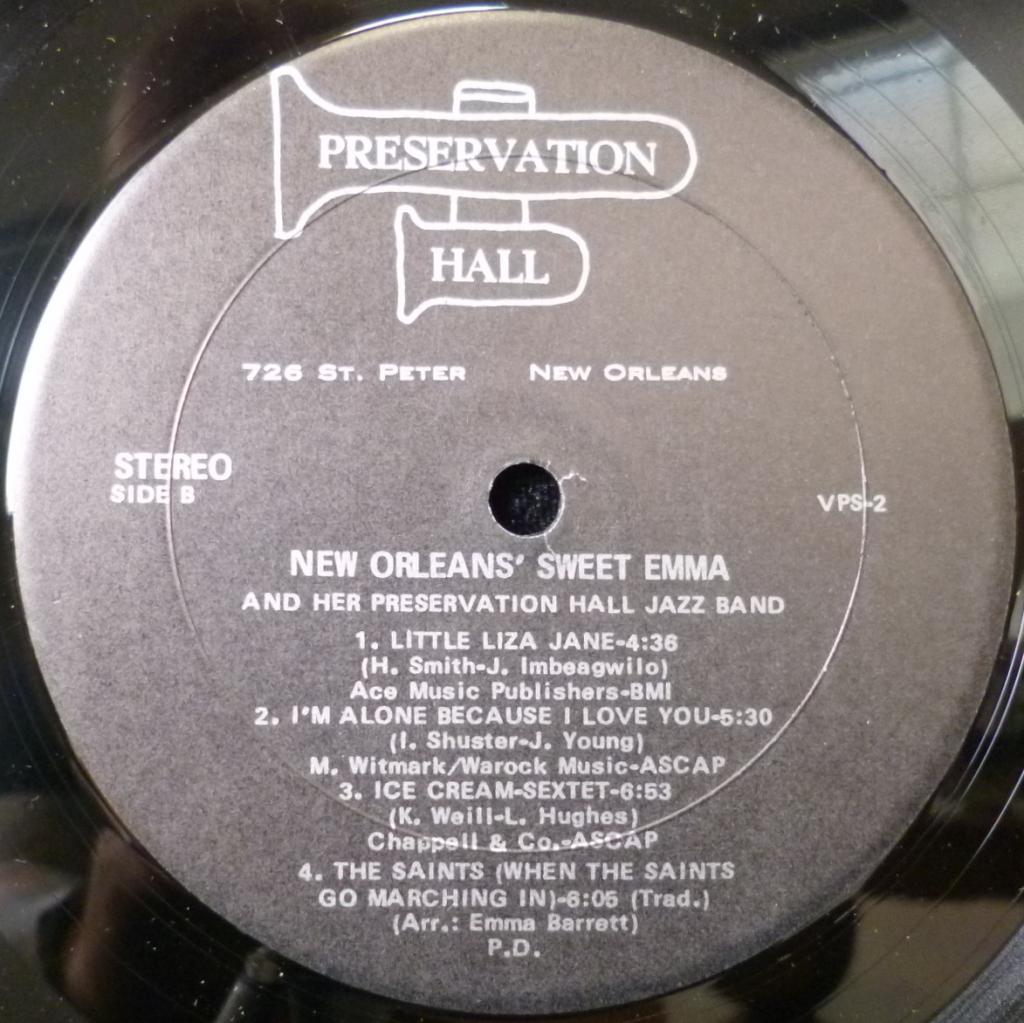 PRESERVATION
HALL
726 ST. PETER NEW ORLEANS
STEREO
SIDE B
VPS-2
NEW ORLEANS' SWEET EMMA
AND HER PRESERVATION HALL JAZZ BAND
1. LITTLE LIZA JANE-4:36
(H. Smith-J. Imbeagwilo)
Ace Music Publishers-BMI
2. I'M ALONE BECAUSE I LOVE YOU-5:30
(I. Shuster-J. Young)
M. Witmark/Warock Music-ASCAP
3. ICE CREAM-SEXTET-6:53
(K. Weill-L. Hughes)
Chappell & Co.-ASCAP
4. THE SAINTS (WHEN THE SAINTS
GO MARCHING IN)-6:05 (Trad.)
(Arr.: Emma Barrett)
P.D.